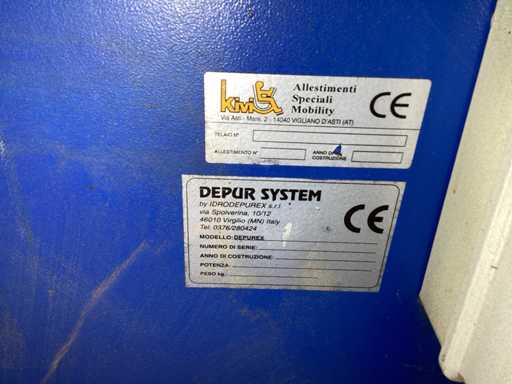 Kivi
Allestimenti
Speciali
Mobility
CE
Via Asti - Mare, 2 - 14040 VIGLIANO D'ASTI (AT)
TELAIO N°
ALLESTIMENTO N°
ANNO DI
COSTRUZIONE
DEPUR SYSTEM
by IDRODEPUREX s.r.l.
via Spolverina, 10/12
46010 Virgilio (MN) Italy
Tel. 0376/280424
CE
MODELLO: DEPUREX
NUMERO DI SERIE:
ANNO DI COSTRUZIONE:
POTENZA:
PESO kg.